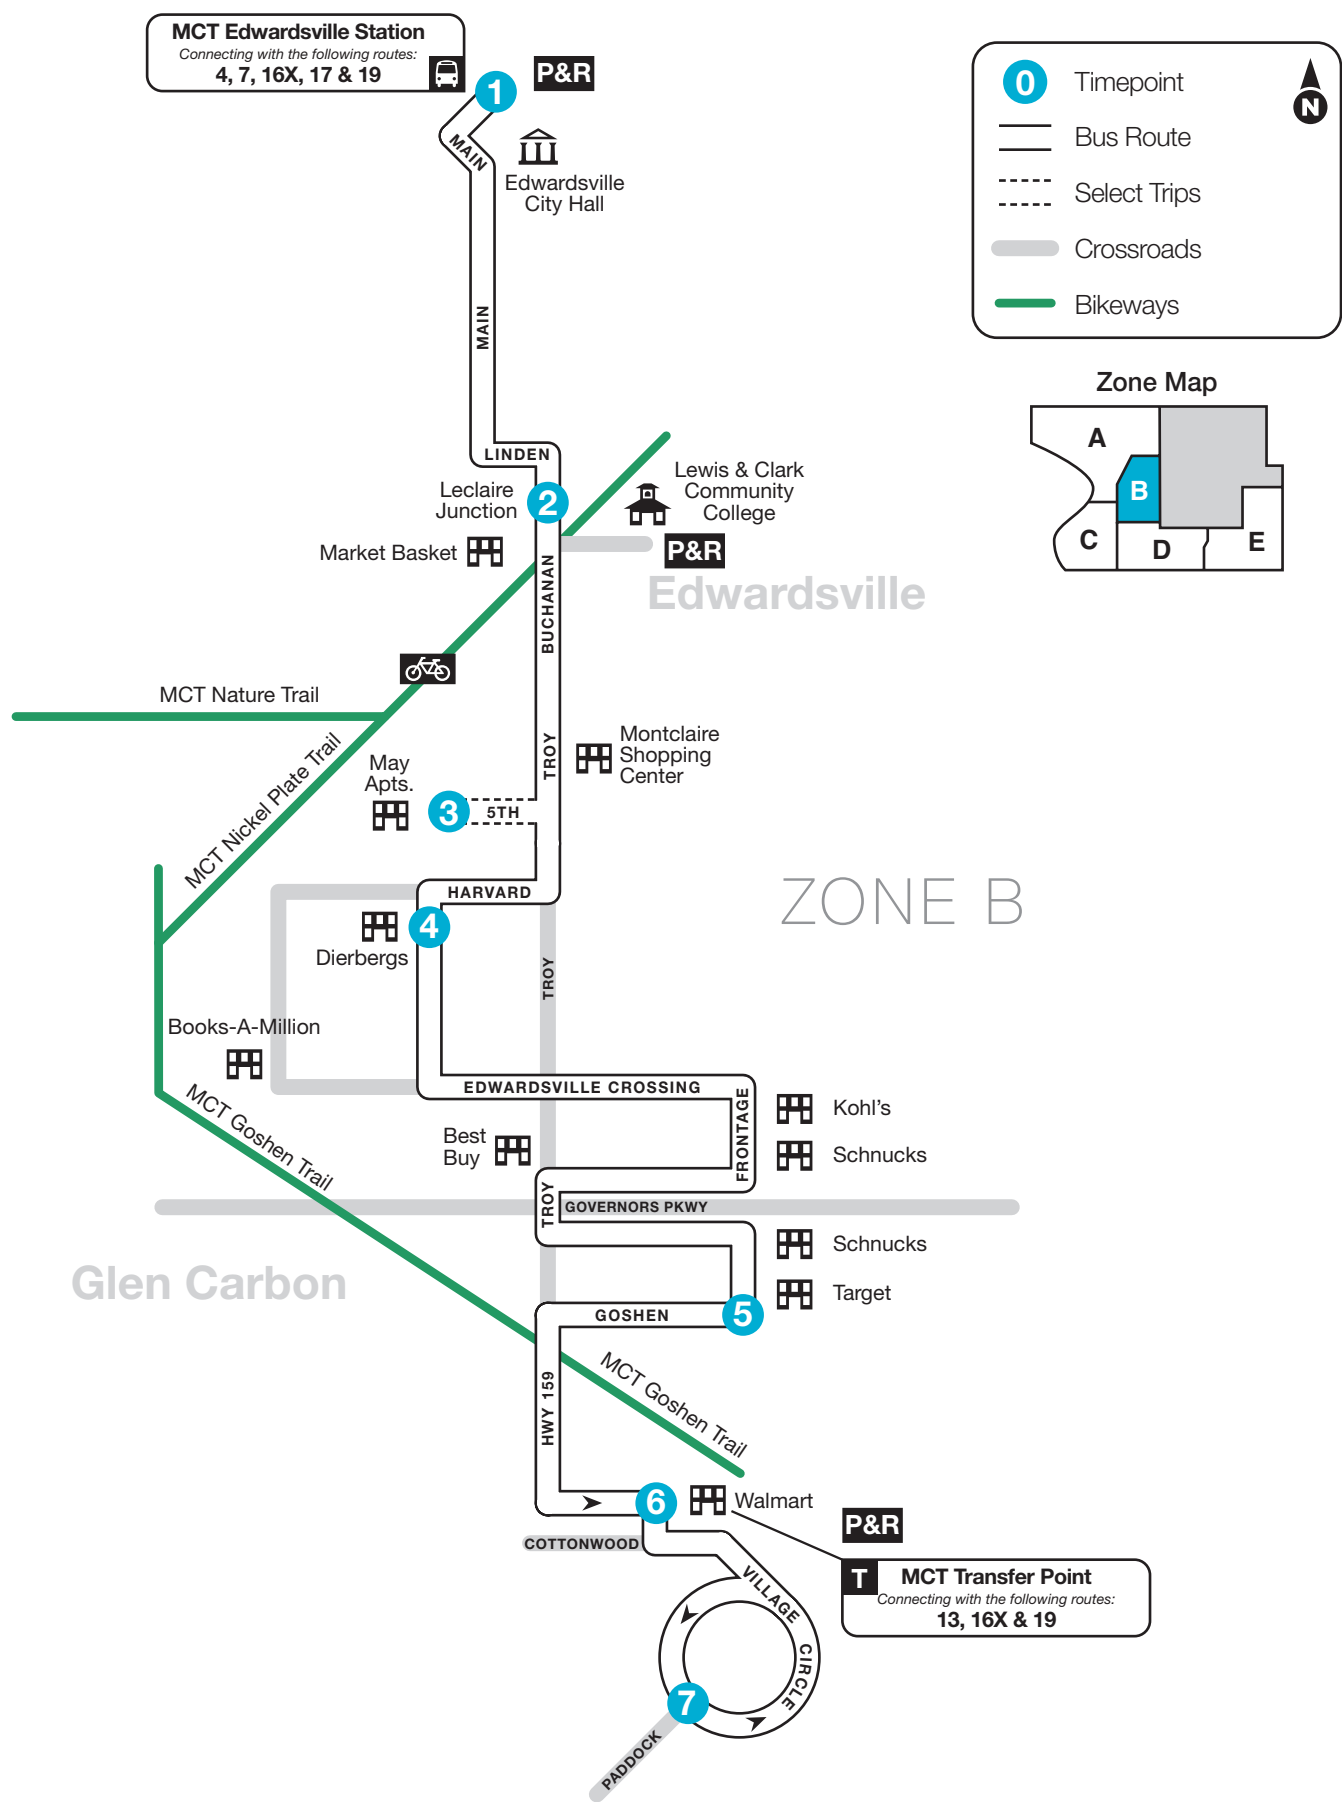 MCT Edwardsville Station
Connecting with the following routes:
4, 7, 16X, 17 & 19
1
P&R
MAIN
Edwardsville
City Hall
0
Timepoint
N
Bus Route
Select Trips
Crossroads
Bikeways
Zone Map
A
B
C
D
E
MAIN
LINDEN
Leclaire
Junction
2
Lewis & Clark
Community
College
Market Basket
P&R
BUCHANAN
Edwardsville
MCT Nature Trail
MCT Nickel Plate Trail
TROY
Montclaire
Shopping
Center
May
Apts.
3
5TH
HARVARD
ZONE B
4
Dierbergs
TROY
Books-A-Million
EDWARDSVILLE CROSSING
FRONTAGE
Kohl's
MCT Goshen Trail
Best
Buy
Schnucks
TROY
GOVERNORS PKWY
Schnucks
Glen Carbon
Target
GOSHEN
5
HWY 159
MCT Goshen Trail
6
Walmart
P&R
COTTONWOOD
T
MCT Transfer Point
Connecting with the following routes:
13, 16X & 19
VILLAGE CIRCLE
7
PADDOCK